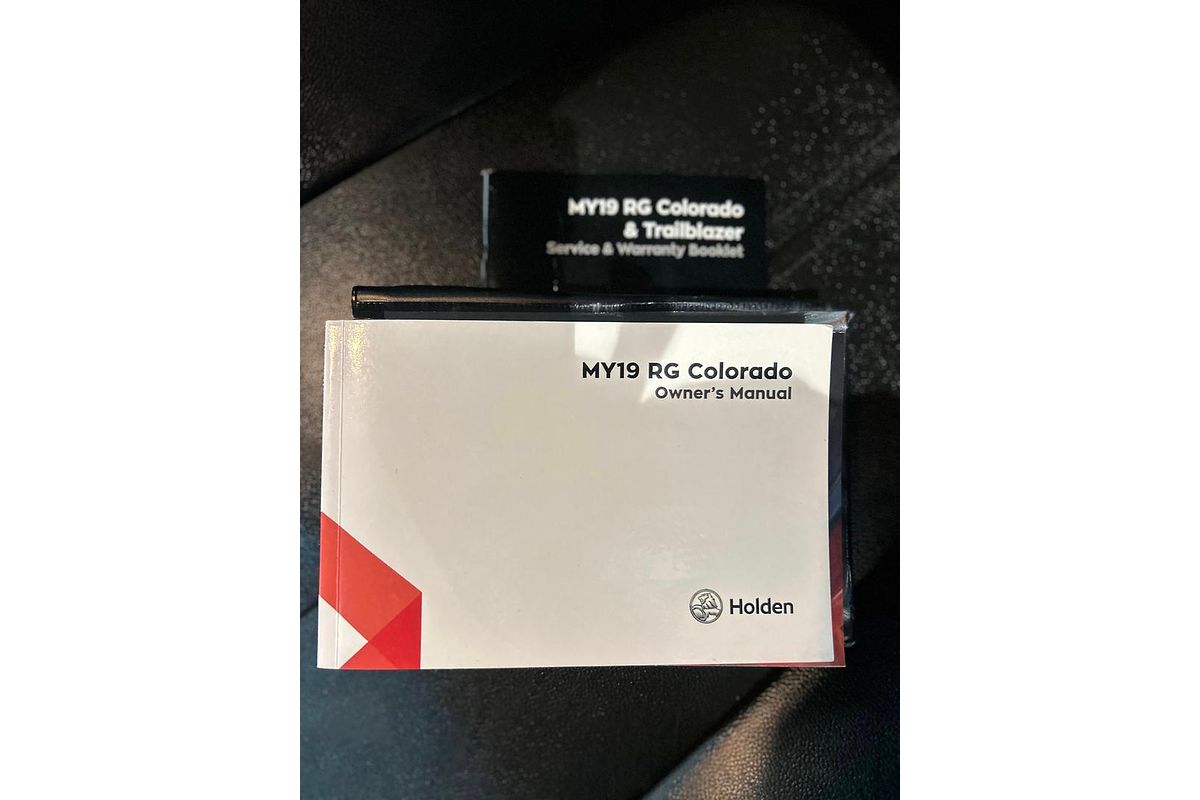 MY19 RG Colorado
& Trailblazer
Service & Warranty Booklet
MY19 RG Colorado
Owner's Manual
Holden